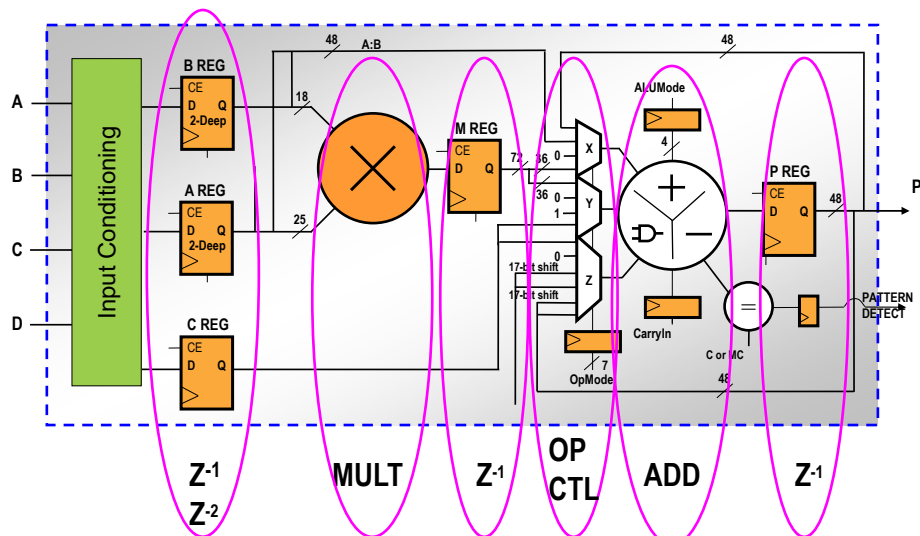 48
A:B
48
B REG
CE
D Q
2-Deep
18
ALUMode
4
A
B
C
D
Input Conditioning
A REG
CE
D Q
2-Deep
25
M REG
CE
D Q
72
36
36
0
X
0
1
Y
0
Z
17-bit shift
17-bit shift
P REG
CE
D Q
48
P
=
PATTERN
DETECT
C REG
CE
D Q
CarryIn
C or MC
7
OpMode
48
Z-1
Z-2
MULT
Z-1
OP
CTL
ADD
Z-1